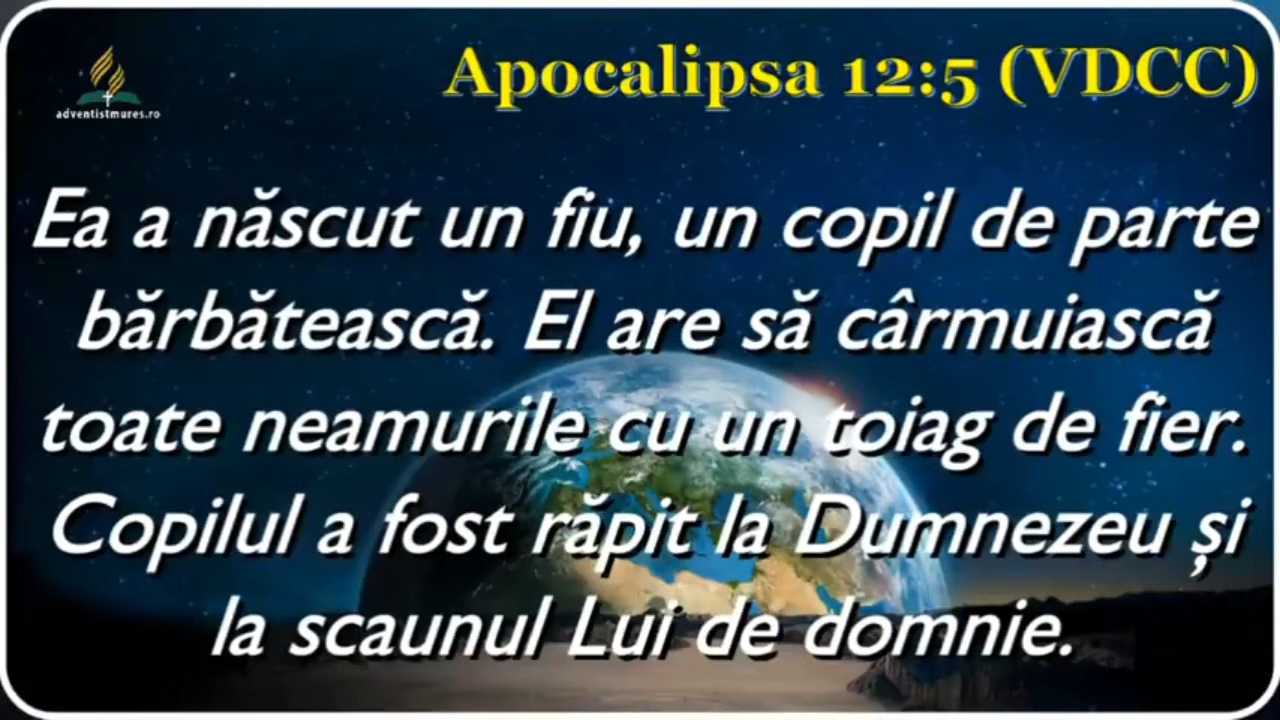 Apocalipsa 12:5 (VDCC)
adventistmures.ro
Ea a născut un fiu, un copil de parte
bărbătească. El are să cârmuiască
toate neamurile cu un toiag de fier.
Copilul a fost răpit la Dumnezeu și
la scaunul Lui de domnie.